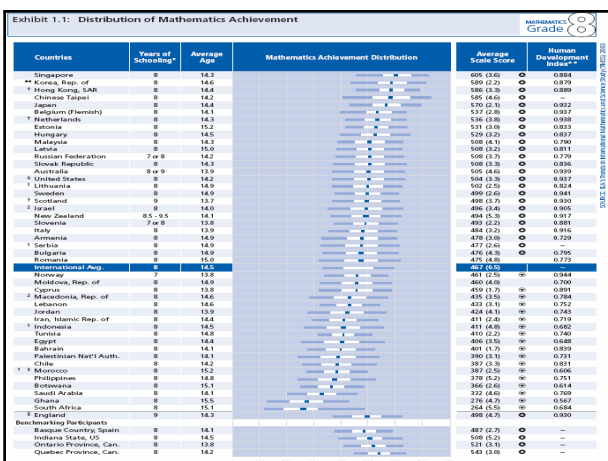 Exhibit 1.1: Distribution of Mathematics Achievement
MATHEMATICS
Grade 8
Countries Years of Schooling* Average Age Mathematics Achievement Distribution Average Scale Score Human Development Index**
Singapore 8 14.3 605 (3.6) 0.884
** Korea, Rep. of 8 14.6 589 (2.2) 0.879
† Hong Kong, SAR 8 14.4 586 (3.3) 0.889
Chinese Taipei 8 14.2 585 (4.6) –
Japan 8 14.4 570 (2.1) 0.932
Belgium (Flemish) 8 14.1 537 (2.8) 0.937
† Netherlands 8 14.3 536 (3.8) 0.938
Estonia 8 15.2 531 (3.0) 0.833
Hungary 8 14.5 529 (3.2) 0.837
Malaysia 8 14.3 508 (4.1) 0.790
Latvia 8 15.0 508 (3.2) 0.811
Russian Federation 7 or 8 14.2 508 (3.7) 0.779
Slovak Republic 8 14.3 508 (3.3) 0.836
Australia 8 or 9 13.9 505 (4.6) 0.939
United States 8 14.2 504 (3.3) 0.937
Lithuania 8 14.9 502 (2.5) 0.824
Sweden 8 14.9 499 (2.6) 0.941
† Scotland 9 13.7 498 (3.7) 0.930
Israel 8 14.0 496 (3.4) 0.905
New Zealand 8.5 - 9.5 14.1 494 (5.3) 0.917
Slovenia 7 or 8 13.8 493 (2.2) 0.881
Italy 8 13.9 484 (3.2) 0.916
Armenia 8 14.9 478 (3.0) 0.729
Serbia 8 14.9 477 (2.6) –
Bulgaria 8 14.9 476 (4.3) 0.795
Romania 8 15.0 475 (4.8) 0.773
International Avg. 8 14.5 467 (0.5) –
Norway 7 13.8 461 (2.5) 0.944
Moldova, Rep. of 8 14.9 460 (4.0) 0.700
Cyprus 8 13.8 459 (1.7) 0.891
Macedonia, Rep. of 8 14.6 435 (3.5) 0.784
Lebanon 8 14.6 433 (3.1) 0.752
Jordan 8 13.9 424 (4.1) 0.743
Iran, Islamic Rep. of 8 14.4 411 (2.4) 0.719
Indonesia 8 14.5 411 (4.8) 0.682
Tunisia 8 14.8 410 (2.2) 0.740
Egypt 8 14.4 406 (3.5) 0.648
Bahrain 8 14.1 401 (1.7) 0.839
Palestinian Nat'l Auth. 8 14.1 390 (3.1) 0.731
Chile 8 14.2 387 (3.3) 0.831
Morocco 8 15.2 387 (2.5) 0.606
Philippines 8 14.8 378 (5.2) 0.751
Botswana 8 15.1 366 (2.6) 0.614
Saudi Arabia 8 14.1 332 (4.6) 0.769
Ghana 8 15.5 276 (4.7) 0.567
South Africa 8 15.1 264 (5.5) 0.684
England 9 14.3 498 (4.7) 0.930
Benchmarking Participants
Basque Country, Spain 8 14.1 487 (2.7) –
Indiana State, US 8 14.5 508 (5.2) –
Ontario Province, Can. 8 13.8 521 (3.1) –
Quebec Province, Can. 8 14.2 543 (3.0) –
SOURCE: IEA's Trends in International Mathematics and Science Study (TIMSS) 2003